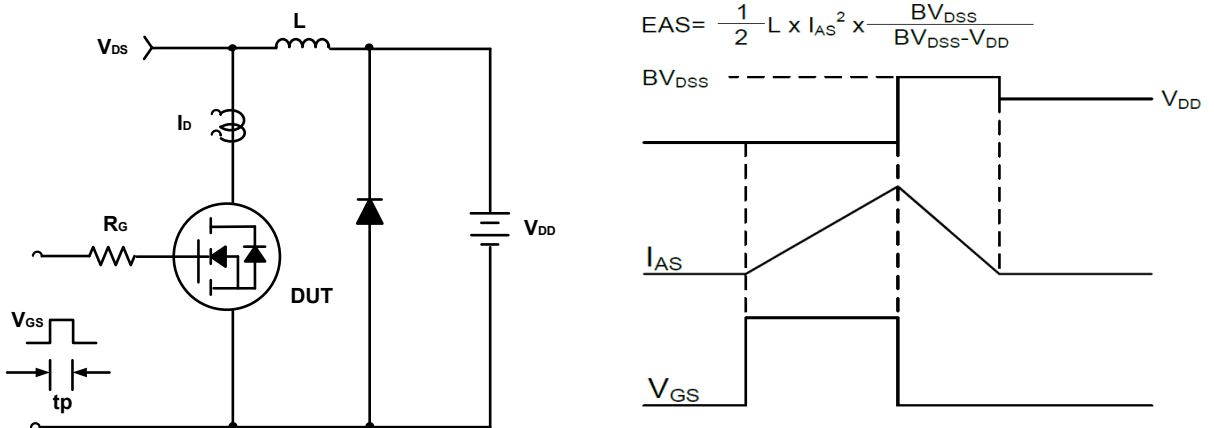 L
VDS
ID
RG
VDD
DUT
VGS
tp
EAS= 1/2 L x IAS² x BVDSS/BVDSS-VDD
BVDSS
VDD
IAS
VGS